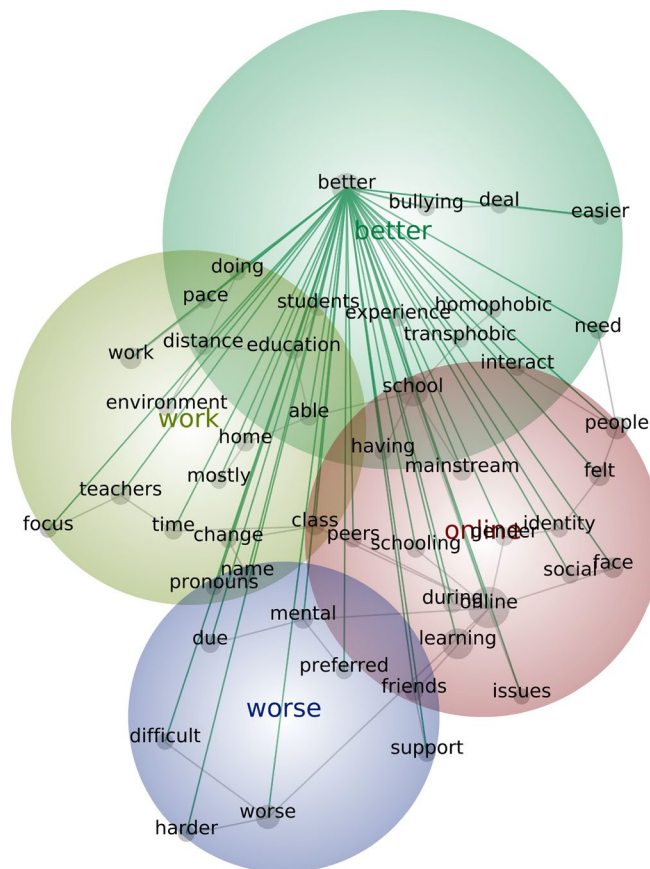 better
bullying
deal
easier
better
doing
pace
students
experience
homophobic
transphobic
need
work
distance
education
interact
school
environment
work
able
people
home
having
mainstream
felt
mostly
teachers
focus
time
change
class
peers
schooling
online
gender
identity
name
pronouns
social
face
during
online
mental
due
learning
preferred
friends
issues
worse
difficult
support
worse
harder